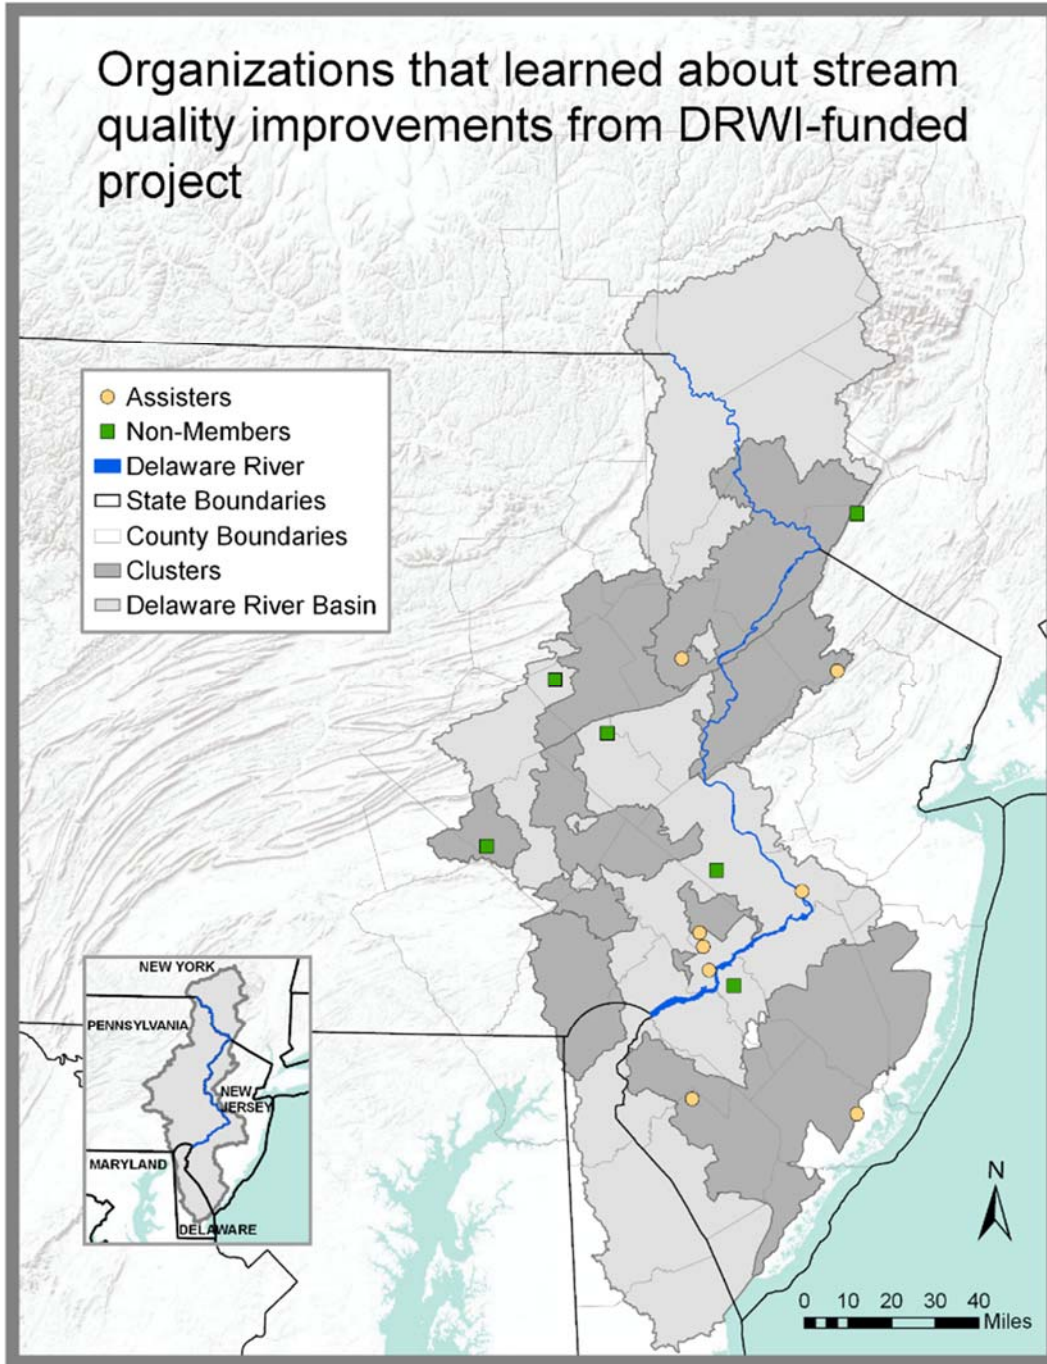 Organizations that learned about stream
quality improvements from DRWI-funded
project
Assisters
Non-Members
Delaware River
State Boundaries
County Boundaries
Clusters
Delaware River Basin
NEW YORK
PENNSYLVANIA
NEW
JERSEY
MARYLAND
DELAWARE
N
0 10 20 30 40
Miles